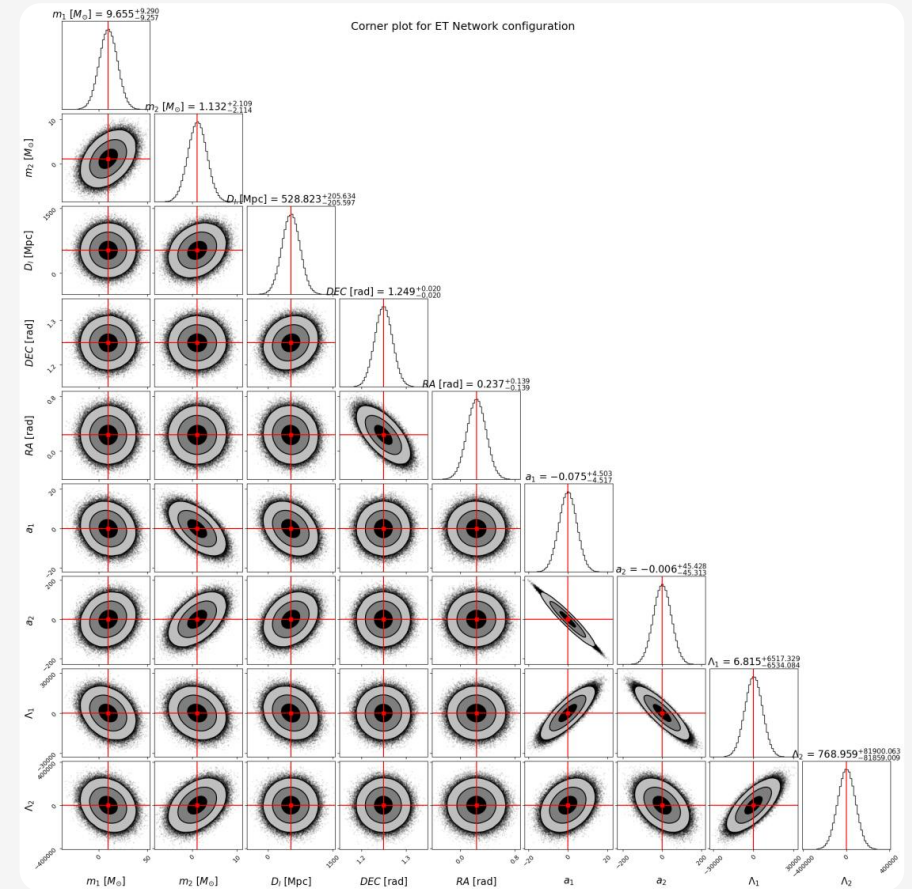 Corner plot for ET Network configuration
m₁ [M⊙] = 9.655 +9.290 −9.257
m₂ [M⊙] = 1.132 +2.109 −2.114
Dₗ [Mpc] = 528.823 +205.634 −205.597
DEC [rad] = 1.249 +0.020 −0.020
RA [rad] = 0.237 +0.139 −0.139
a₁ = −0.075 +4.503 −4.517
a₂ = −0.006 +45.428 −45.313
Λ₁ = 6.815 +6517.329 −6534.084
Λ₂ = 768.959 +81900.063 −81859.009
m₂ [M⊙]
10
0
Dₗ [Mpc]
1500
0
DEC [rad]
1.3
1.2
RA [rad]
0.8
0.0
a₁
20
0
−20
a₂
200
0
−200
Λ₁
30000
0
−30000
Λ₂
400000
0
−400000
0 50 0 10 0 1500 1.2 1.3 0.0 0.8 −20 0 20 −200 0 200 −30000 0 30000 −400000 0 400000
m₁ [M⊙] m₂ [M⊙] Dₗ [Mpc] DEC [rad] RA [rad] a₁ a₂ Λ₁ Λ₂